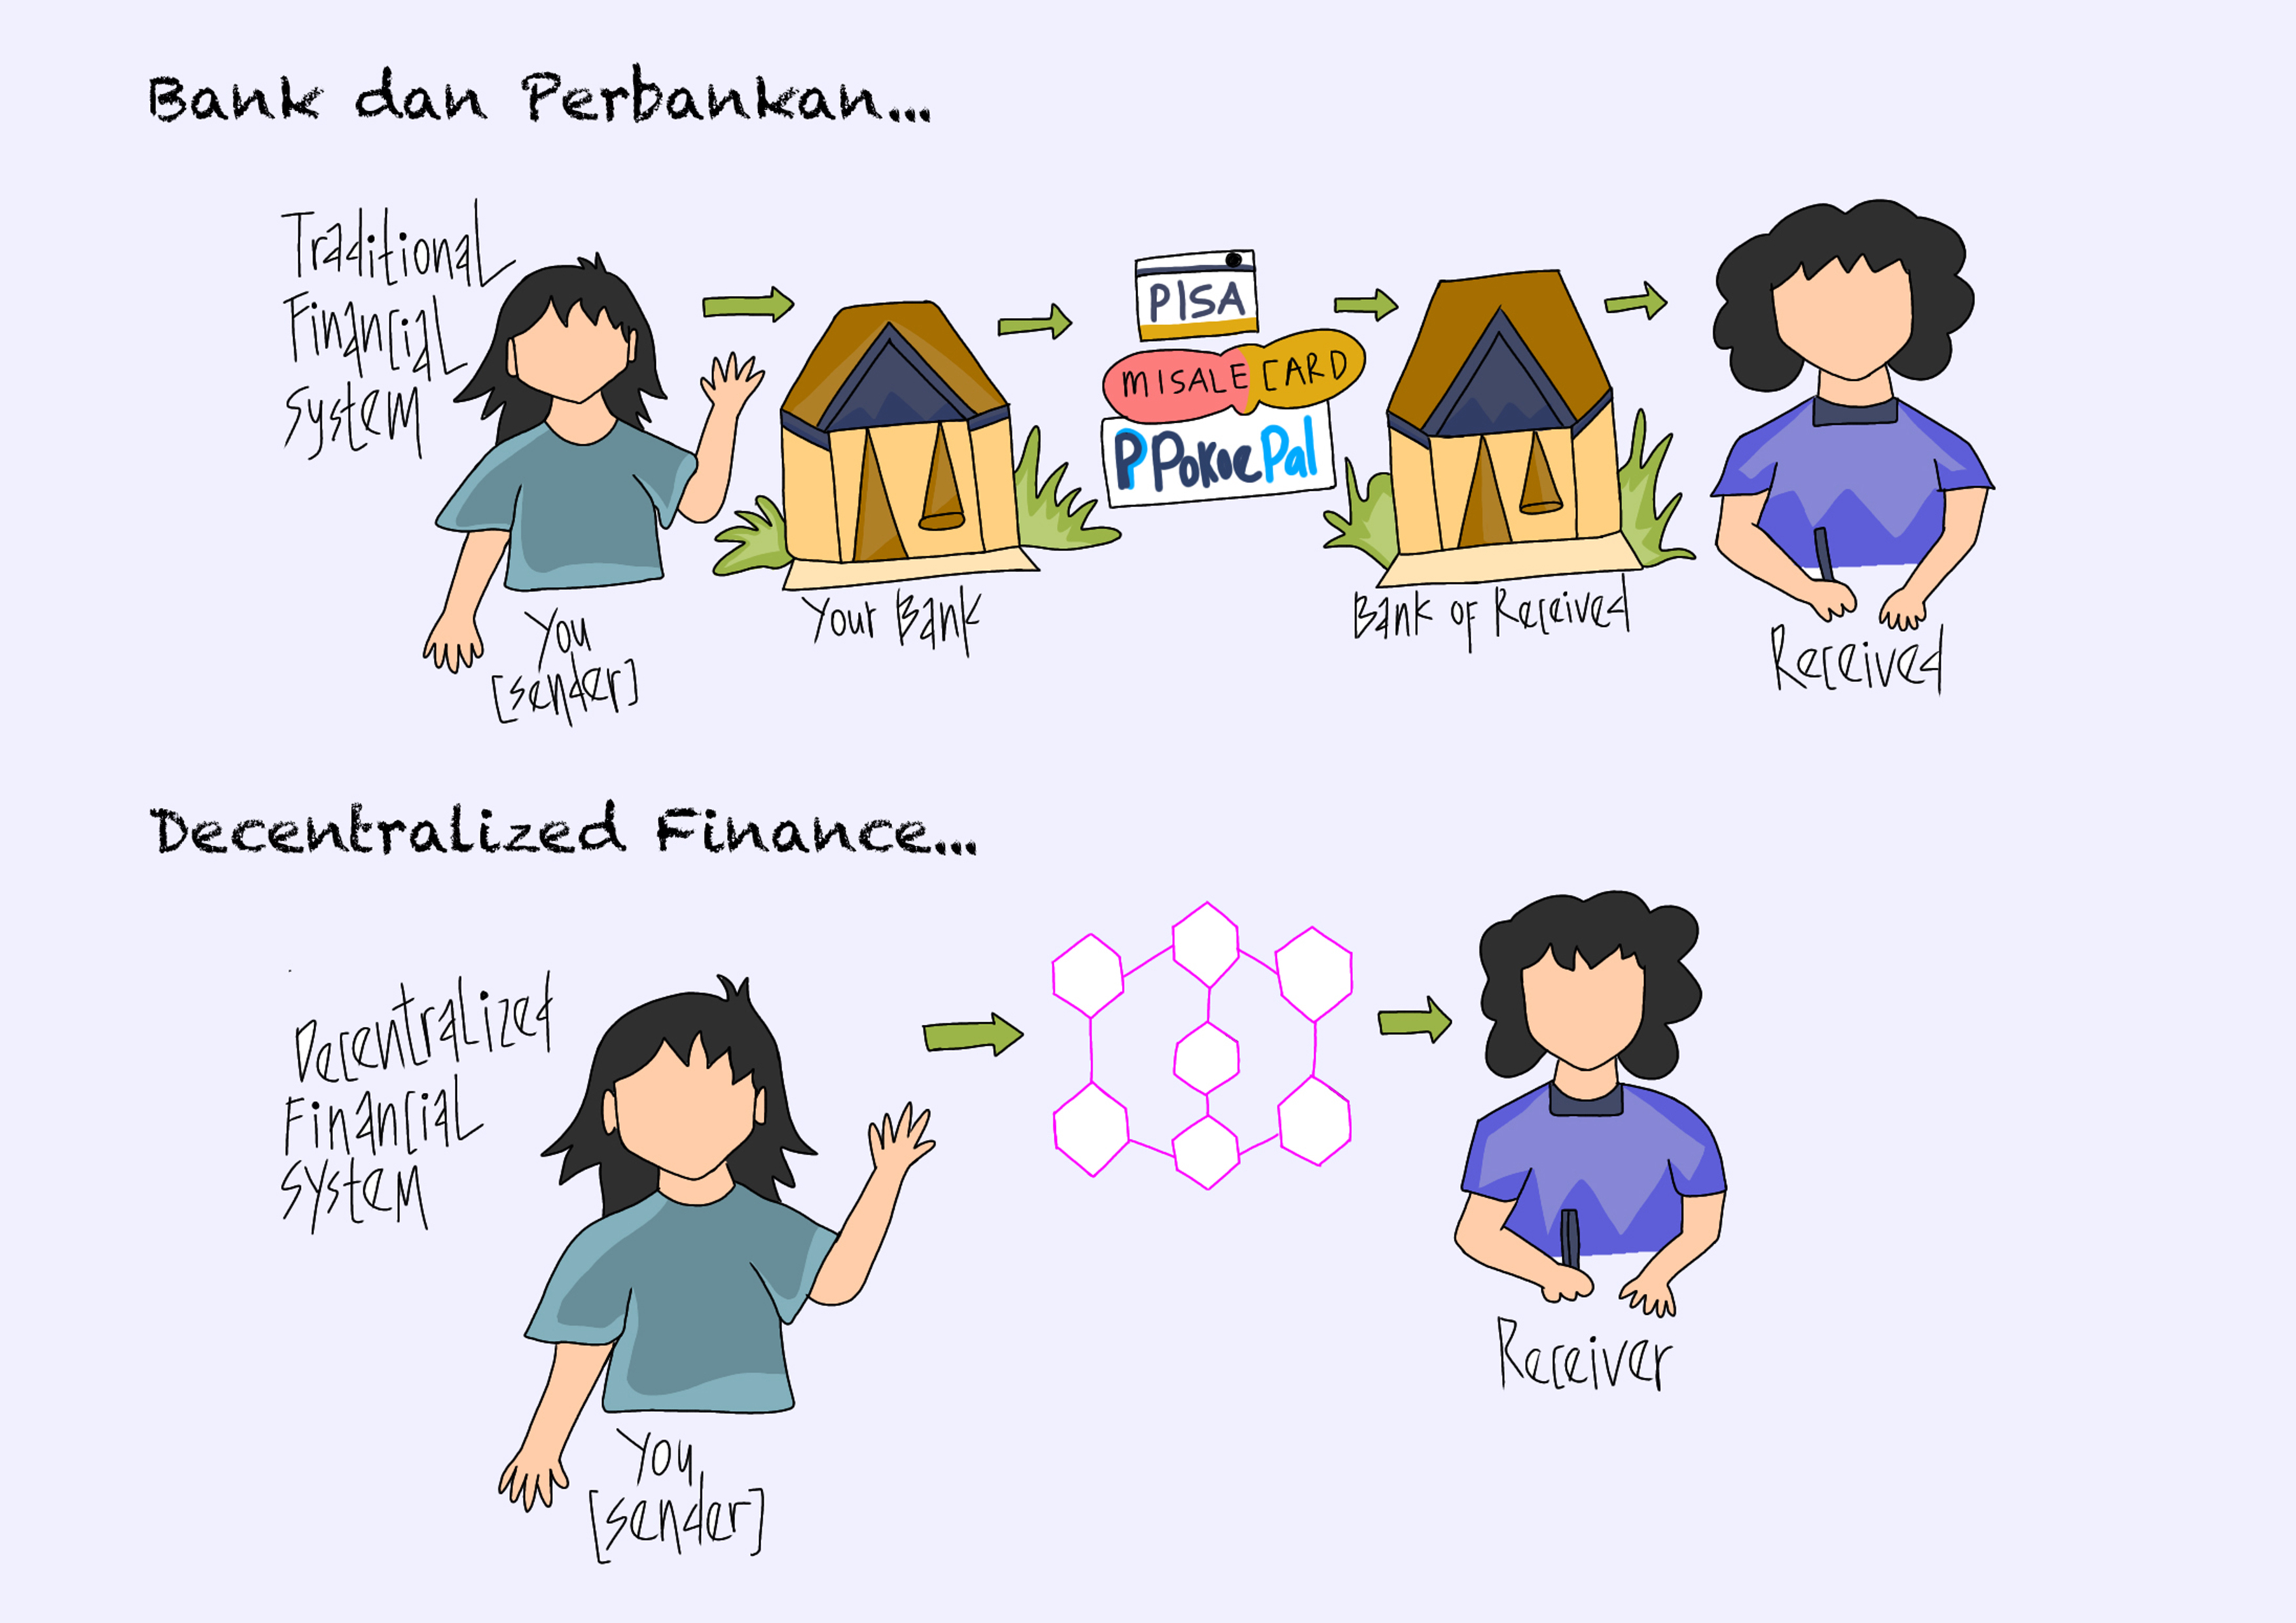 Bank dan Perbankan...
Traditional
Financial
System
PISA
MISALE CARD
P PokoePal
You
[sender]
Your Bank
Bank of Received
Received
Decentralized Finance...
Decentralized
Financial
System
You
[sender]
Receiver